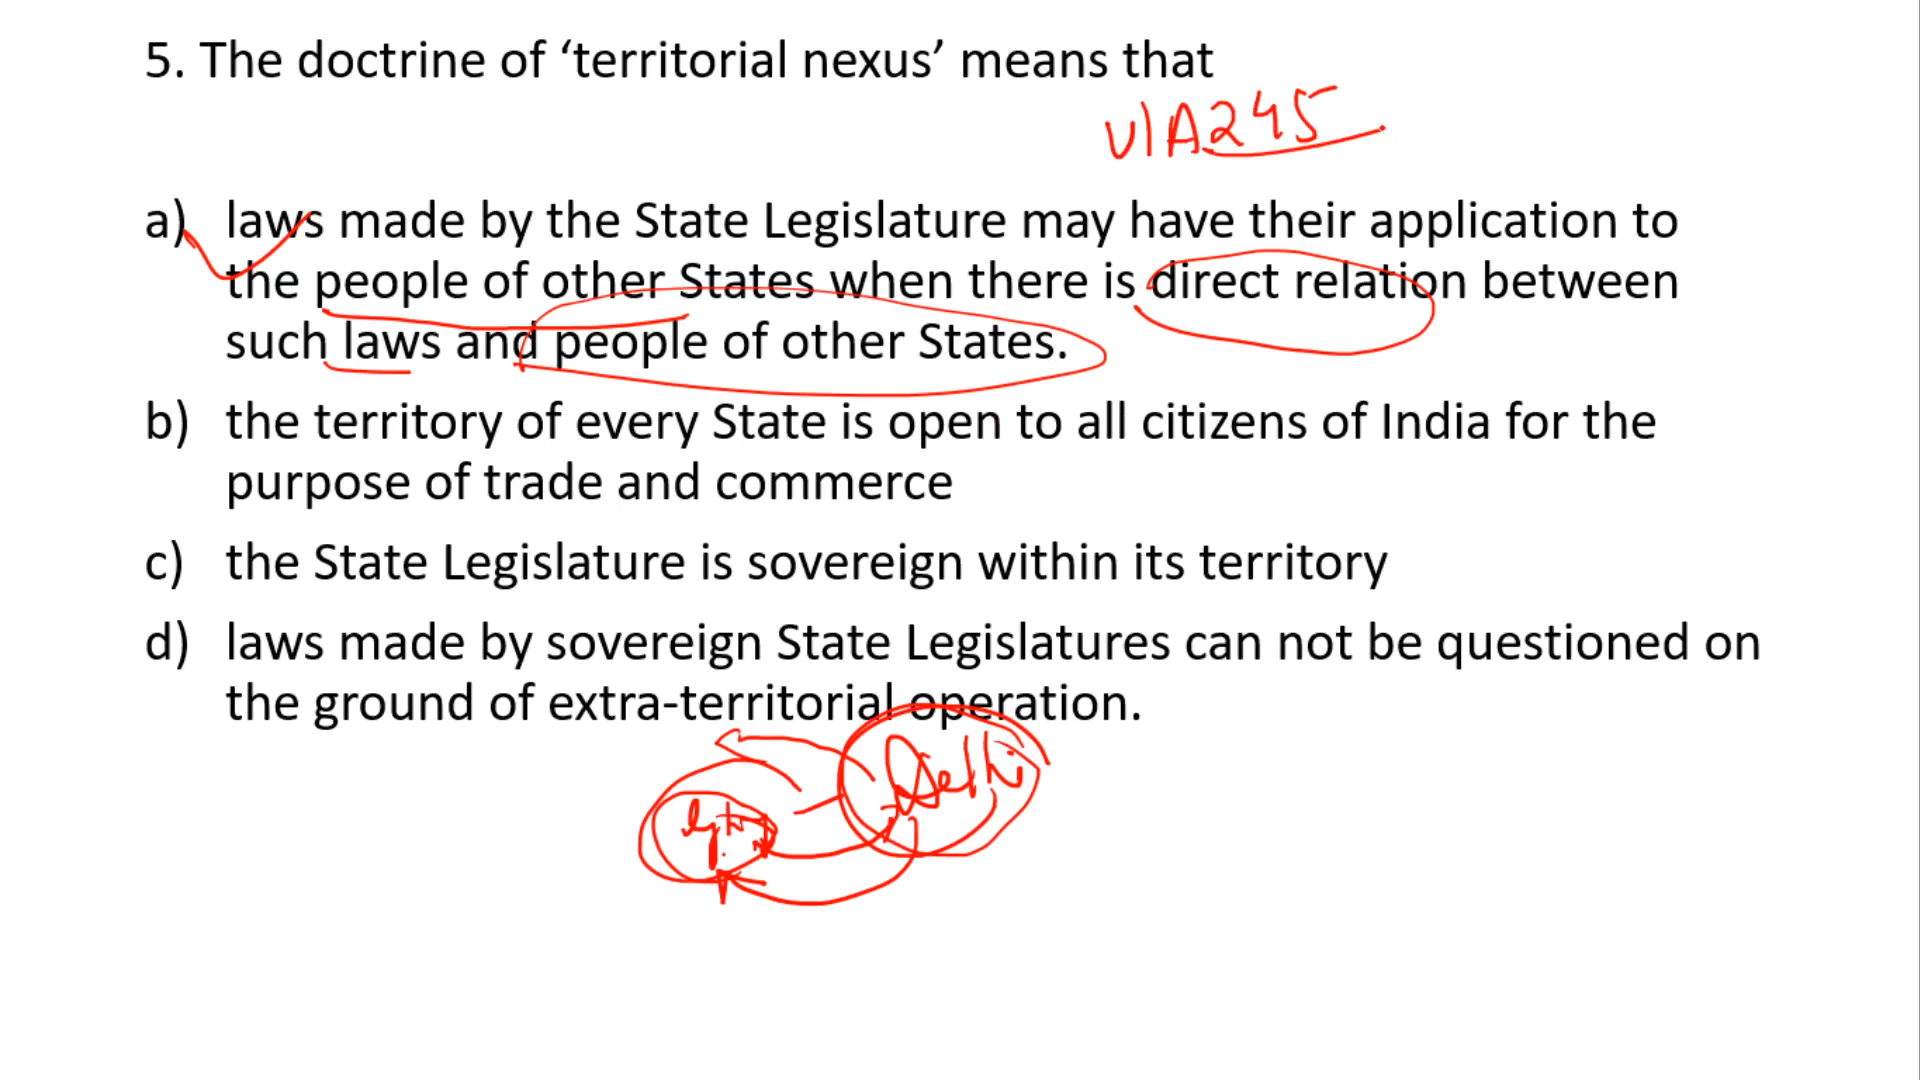 5. The doctrine of ‘territorial nexus’ means that
U/A 245
a) laws made by the State Legislature may have their application to
the people of other States when there is direct relation between
such laws and people of other States.
b) the territory of every State is open to all citizens of India for the
purpose of trade and commerce
c) the State Legislature is sovereign within its territory
d) laws made by sovereign State Legislatures can not be questioned on
the ground of extra-territorial operation.
Delhi